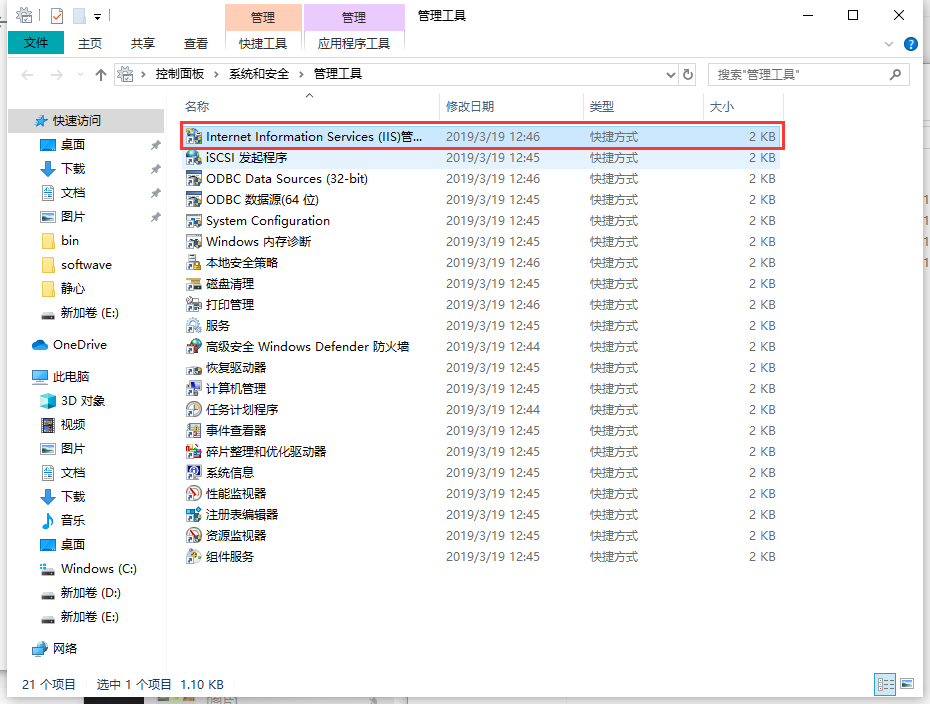 管理 管理 管理工具
文件 主页 共享 查看 快捷工具 应用程序工具
控制面板 系统和安全 管理工具 搜索"管理工具"
名称 修改日期 类型 大小
快速访问
桌面
下载
文档
图片
bin
softwave
静心
新加卷 (E:)
OneDrive
此电脑
3D 对象
视频
图片
文档
下载
音乐
桌面
Windows (C:)
新加卷 (D:)
新加卷 (E:)
网络
Internet Information Services (IIS)管... 2019/3/19 12:46 快捷方式 2 KB
iSCSI 发起程序 2019/3/19 12:45 快捷方式 2 KB
ODBC Data Sources (32-bit) 2019/3/19 12:46 快捷方式 2 KB
ODBC 数据源(64 位) 2019/3/19 12:45 快捷方式 2 KB
System Configuration 2019/3/19 12:45 快捷方式 2 KB
Windows 内存诊断 2019/3/19 12:45 快捷方式 2 KB
本地安全策略 2019/3/19 12:46 快捷方式 2 KB
磁盘清理 2019/3/19 12:45 快捷方式 2 KB
打印管理 2019/3/19 12:46 快捷方式 2 KB
服务 2019/3/19 12:45 快捷方式 2 KB
高级安全 Windows Defender 防火墙 2019/3/19 12:44 快捷方式 2 KB
恢复驱动器 2019/3/19 12:45 快捷方式 2 KB
计算机管理 2019/3/19 12:45 快捷方式 2 KB
任务计划程序 2019/3/19 12:44 快捷方式 2 KB
事件查看器 2019/3/19 12:45 快捷方式 2 KB
碎片整理和优化驱动器 2019/3/19 12:45 快捷方式 2 KB
系统信息 2019/3/19 12:45 快捷方式 2 KB
性能监视器 2019/3/19 12:45 快捷方式 2 KB
注册表编辑器 2019/3/19 12:45 快捷方式 2 KB
资源监视器 2019/3/19 12:45 快捷方式 2 KB
组件服务 2019/3/19 12:45 快捷方式 2 KB
21 个项目 选中 1 个项目 1.10 KB